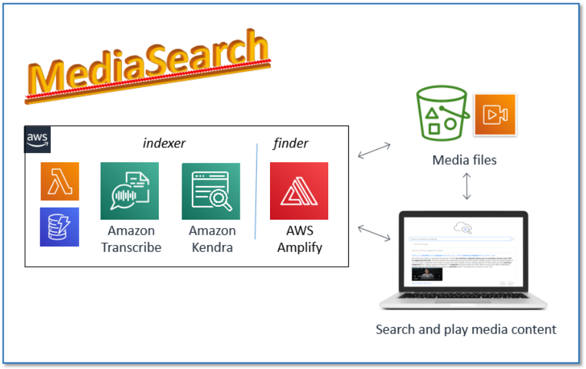 MediaSearch
aws
indexer
finder
Amazon
Transcribe
Amazon
Kendra
AWS
Amplify
Media files
Search and play media content